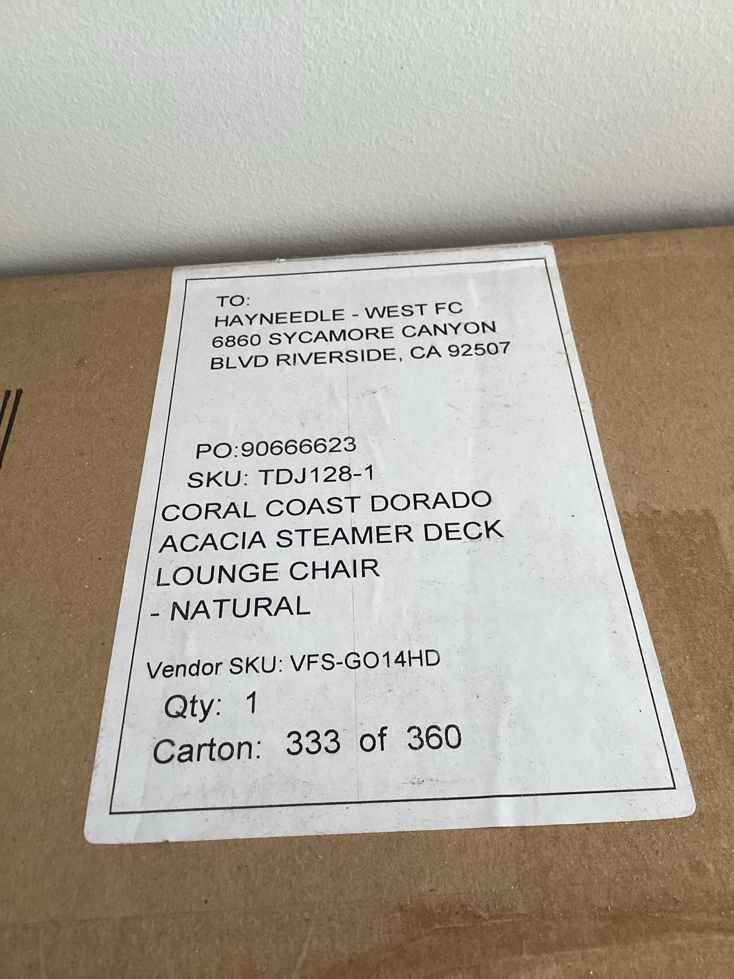 TO:
HAYNEEDLE - WEST FC
6860 SYCAMORE CANYON
BLVD RIVERSIDE, CA 92507
PO:90666623
SKU: TDJ128-1
CORAL COAST DORADO
ACACIA STEAMER DECK
LOUNGE CHAIR
- NATURAL
Vendor SKU: VFS-GO14HD
Qty: 1
Carton: 333 of 360